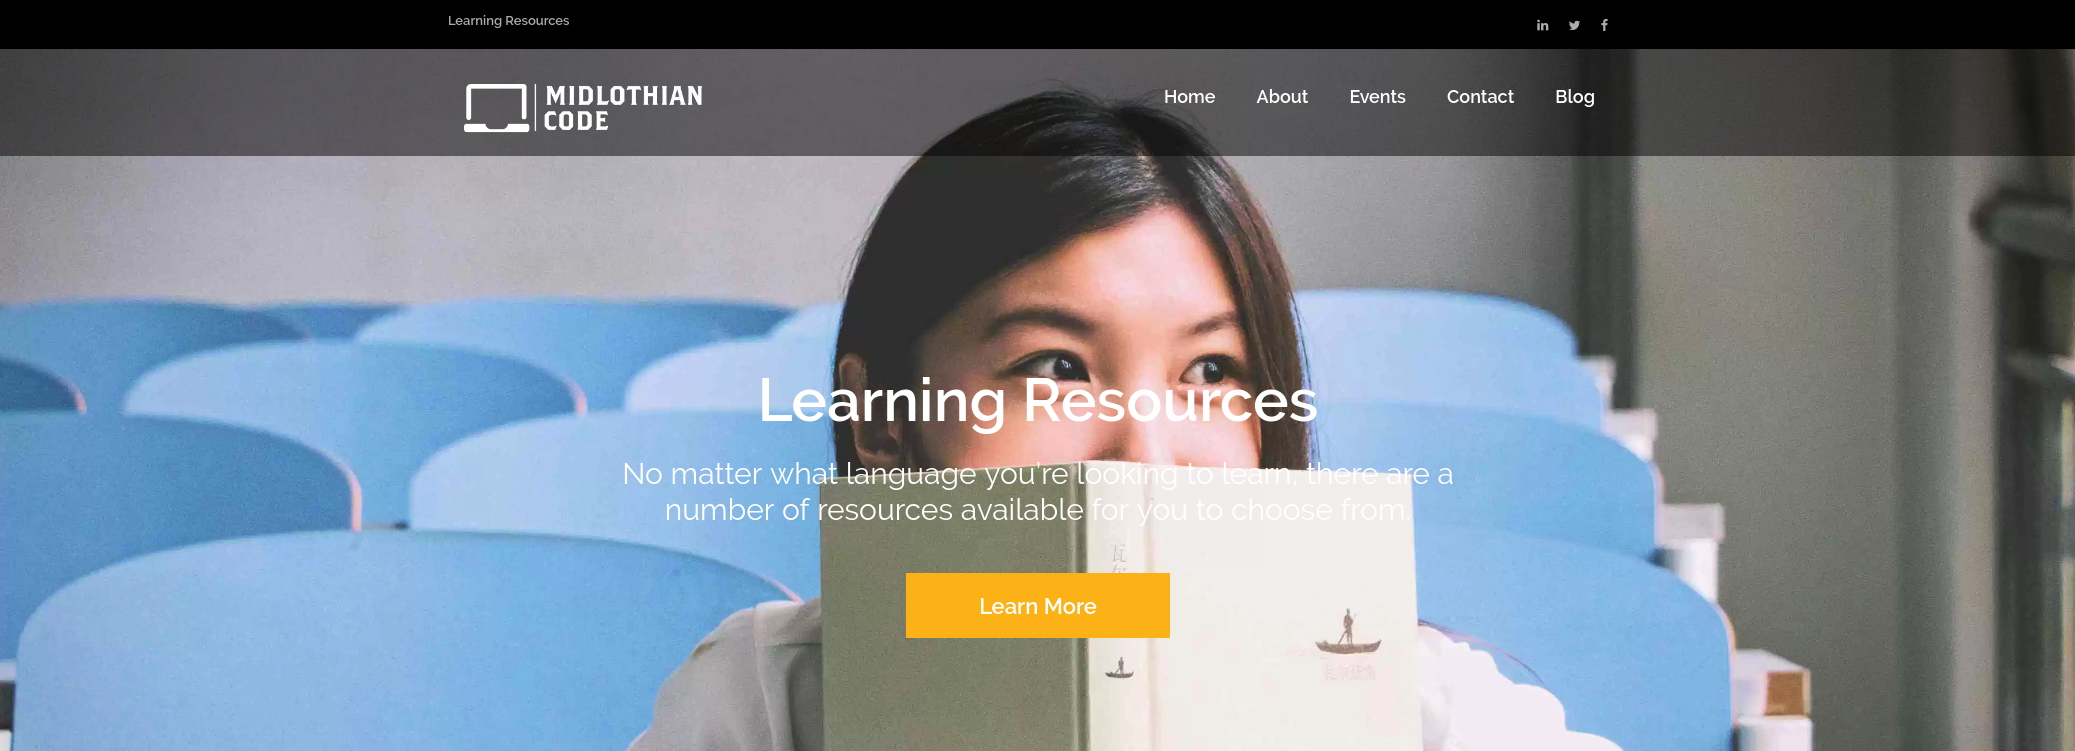 Learning Resources
MIDLOTHIAN
CODE
Home About Events Contact Blog
Learning Resources
No matter what language you're looking to learn, there are a
number of resources available for you to choose from.
Learn More